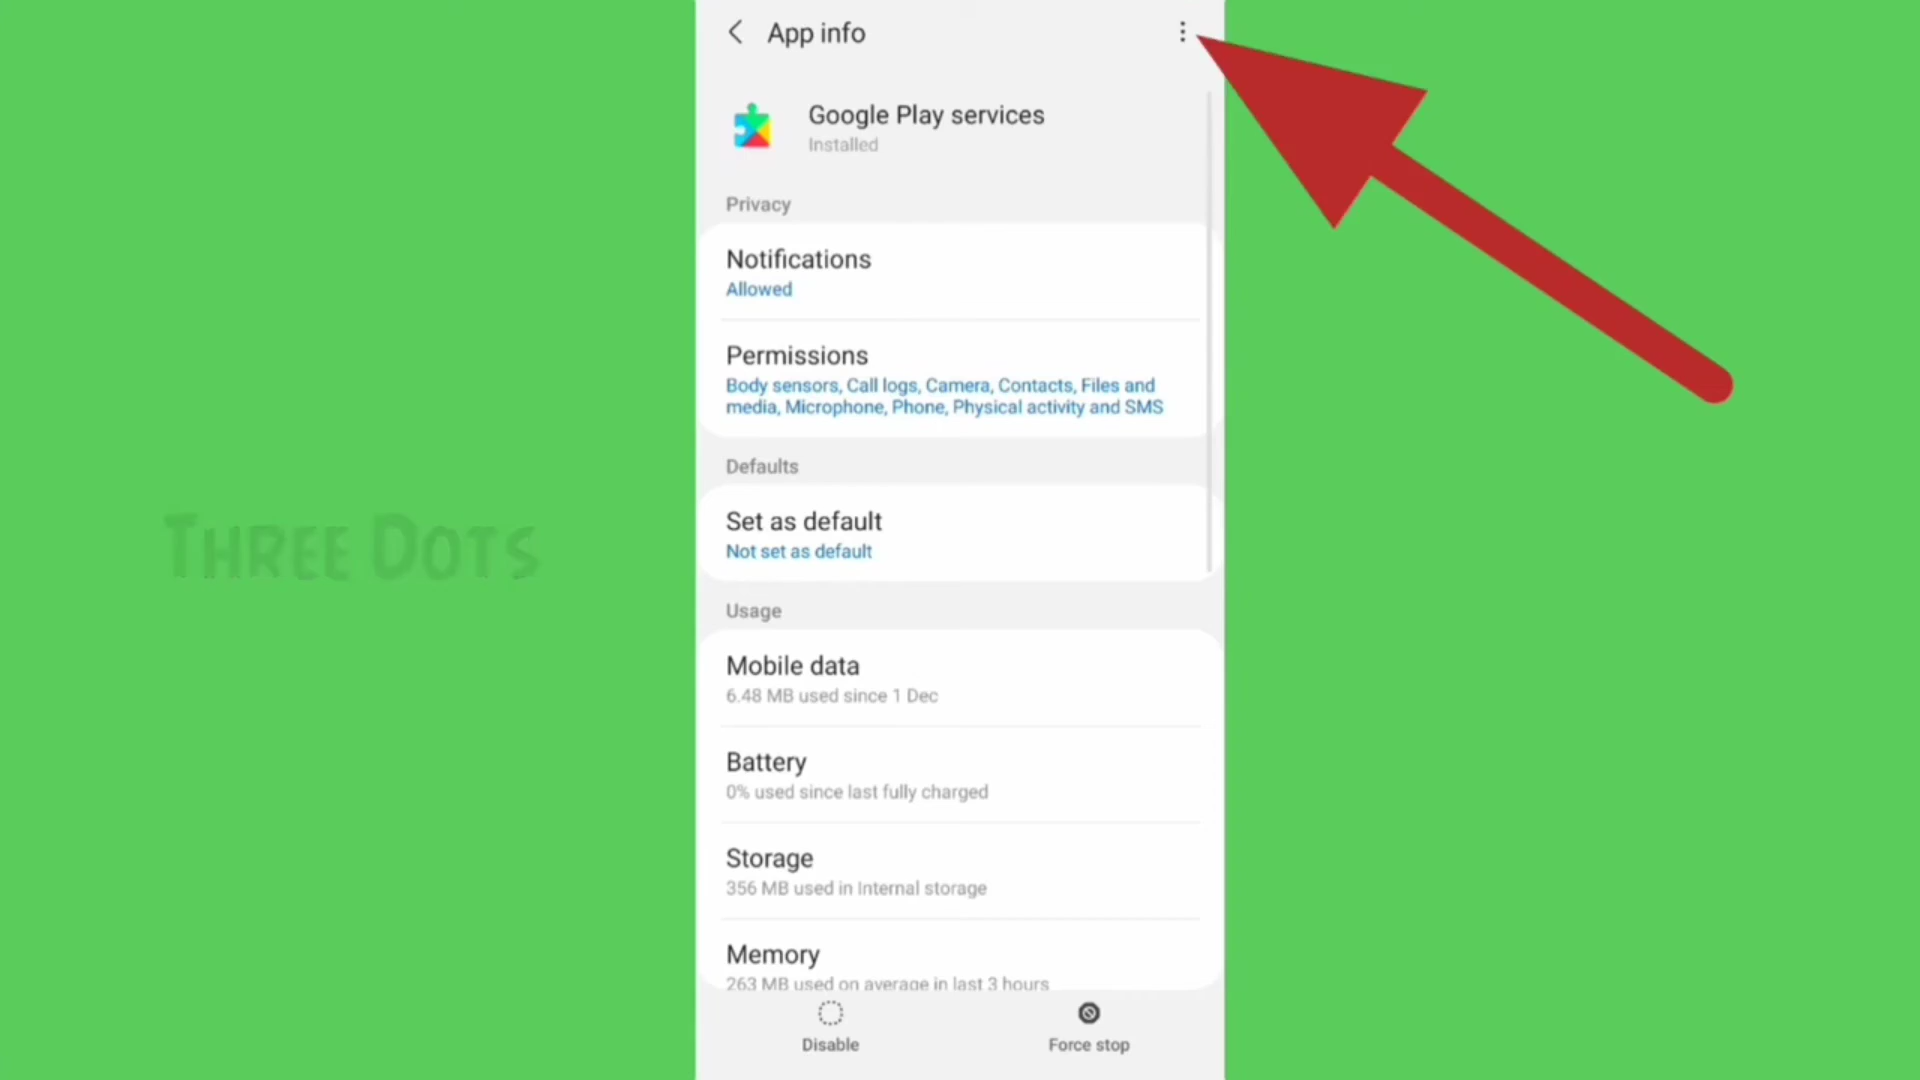 App info
Google Play services
Installed
Privacy
Notifications
Allowed
Permissions
Body sensors, Call logs, Camera, Contacts, Files and
media, Microphone, Phone, Physical activity and SMS
Defaults
THREE DOTS
Set as default
Not set as default
Usage
Mobile data
6.48 MB used since 1 Dec
Battery
0% used since last fully charged
Storage
356 MB used in Internal storage
Memory
263 MB used on average in last 3 hours
Disable
Force stop